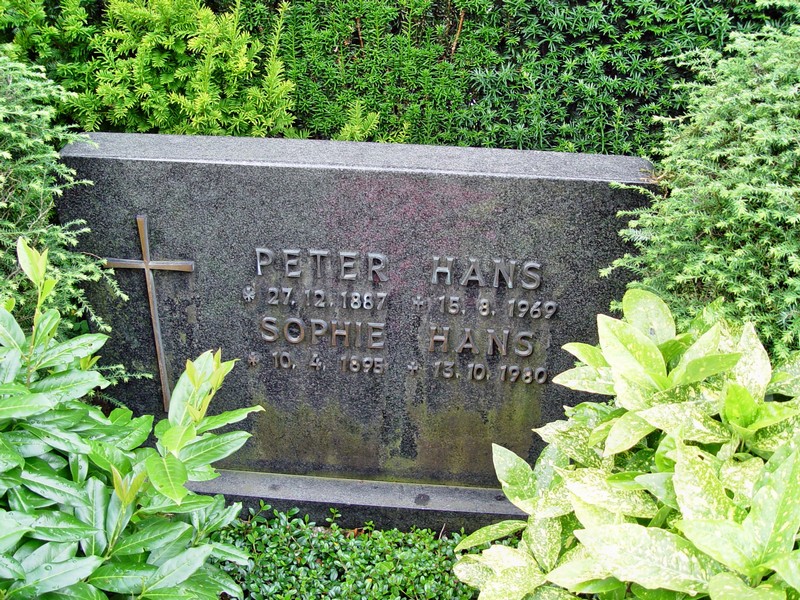 PETER HANS
* 27. 12. 1887 + 15. 8. 1969
SOPHIE HANS
* 10. 4. 1895 + 13. 10. 1980